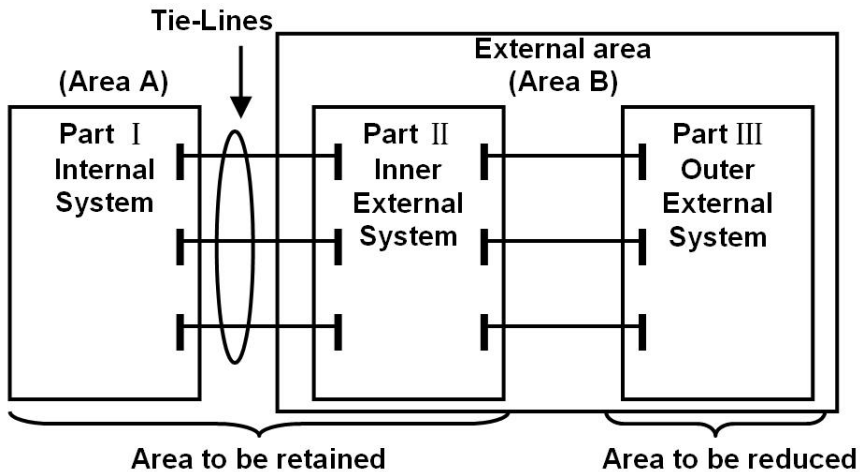 Tie-Lines
External area
(Area A)
(Area B)
Part Ⅰ
Internal
System
Part Ⅱ
Inner
External
System
Part Ⅲ
Outer
External
System
Area to be retained
Area to be reduced